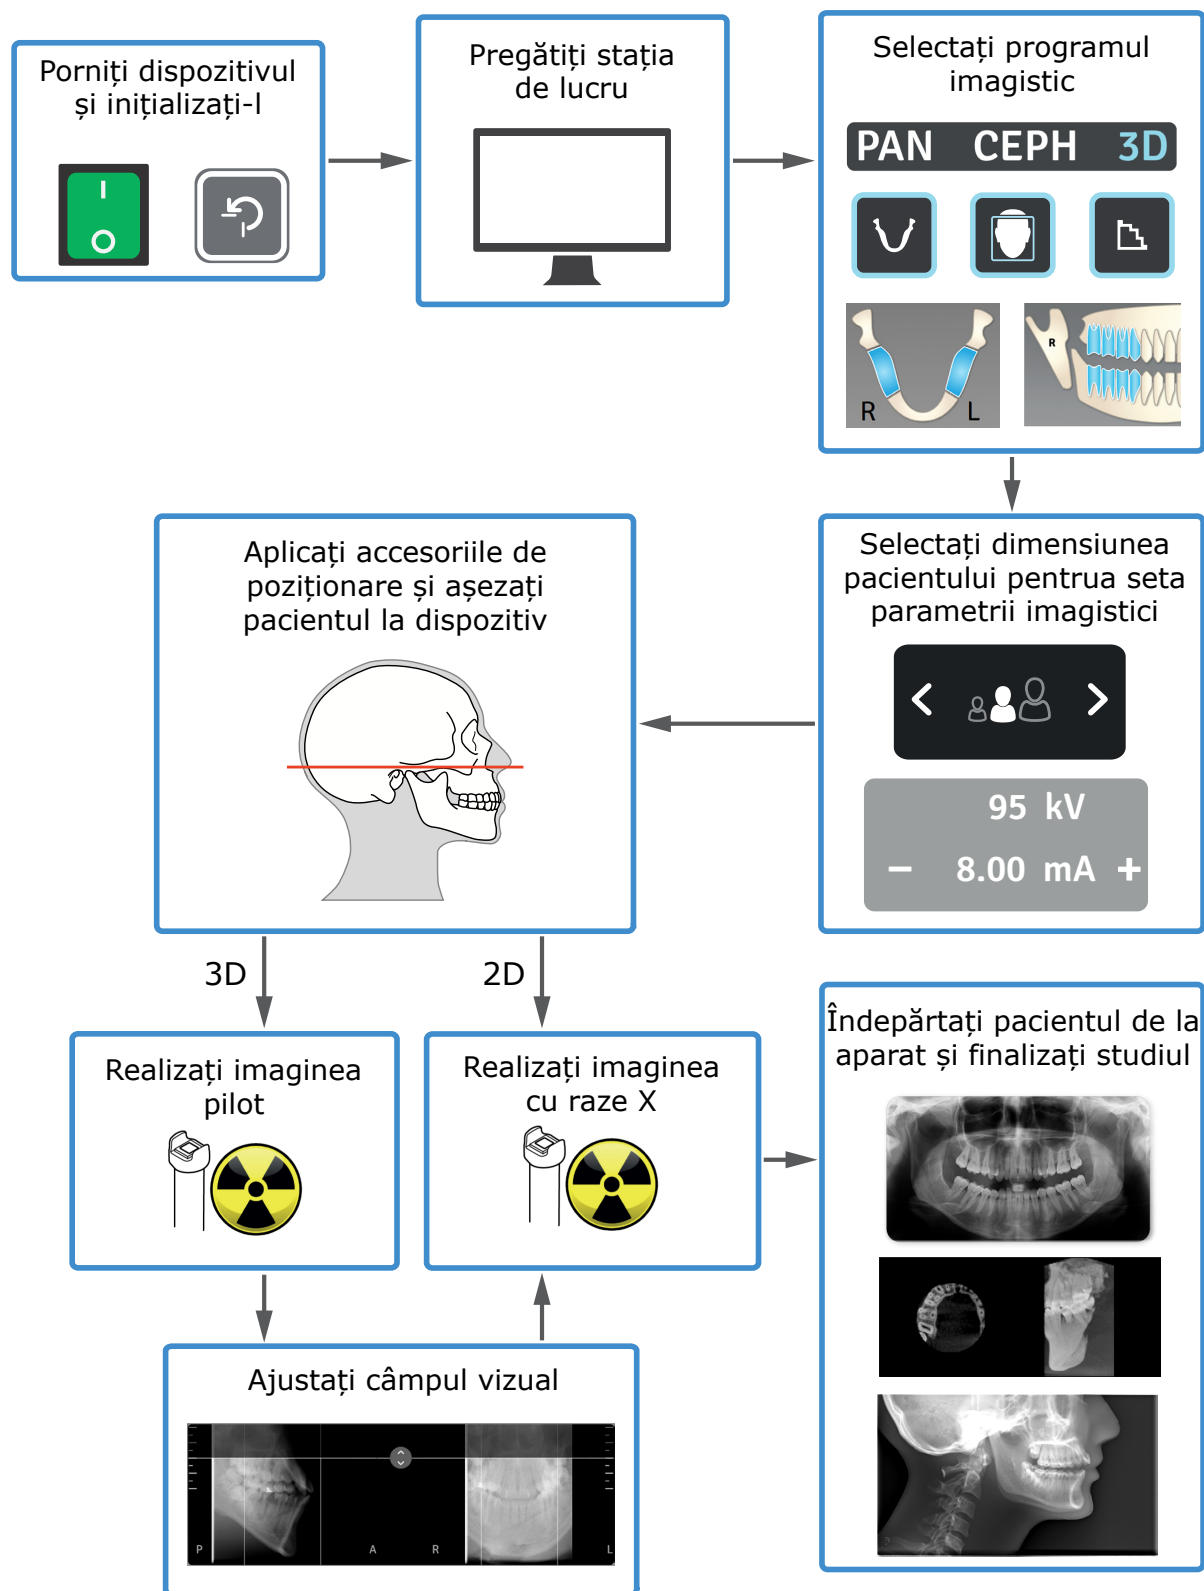 Porniți dispozitivul
și inițializați-l
Pregătiți stația
de lucru
Selectați programul
imagistic
PAN CEPH 3D
R L
R
Selectați dimensiunea
pacientului pentrua seta
parametrii imagistici
95 kV
− 8.00 mA +
Aplicați accesoriile de
poziționare și așezați
pacientul la dispozitiv
3D
2D
Realizați imaginea
pilot
Realizați imaginea
cu raze X
Îndepărtați pacientul de la
aparat și finalizați studiul
Ajustați câmpul vizual
P A R L